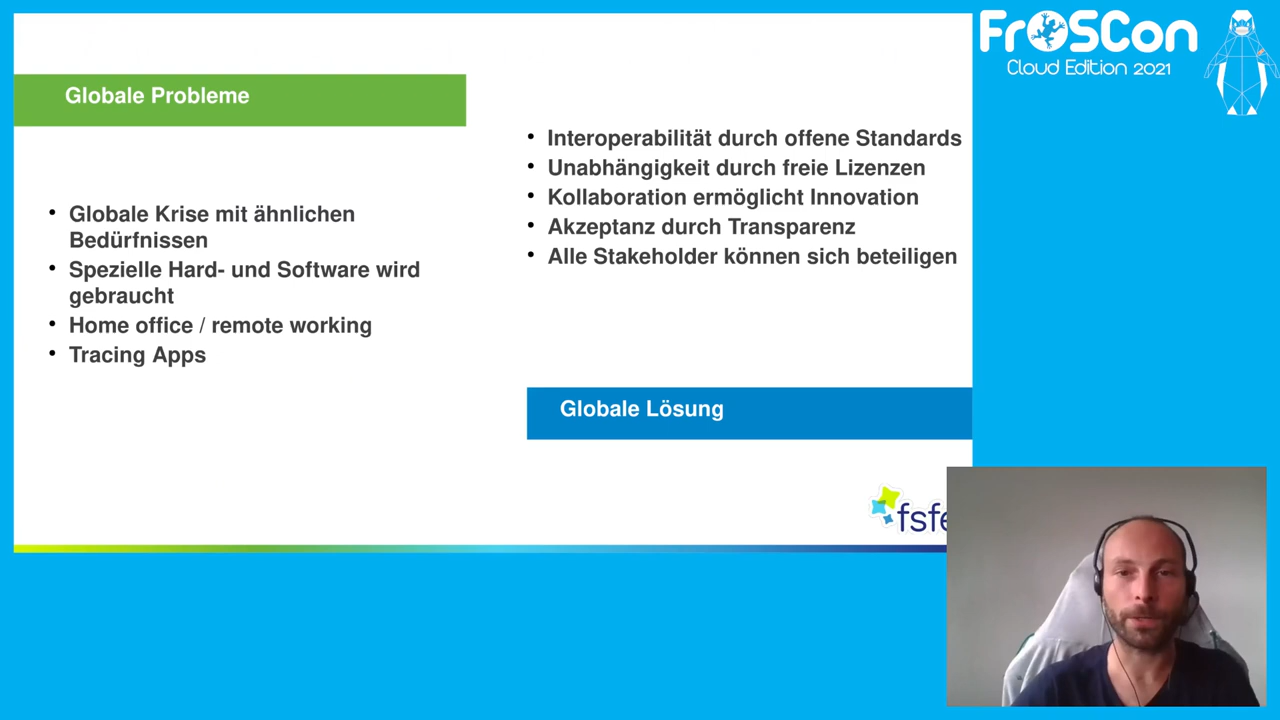 Globale Probleme
Globale Krise mit ähnlichen
Bedürfnissen
Spezielle Hard- und Software wird
gebraucht
Home office / remote working
Tracing Apps
Interoperabilität durch offene Standards
Unabhängigkeit durch freie Lizenzen
Kollaboration ermöglicht Innovation
Akzeptanz durch Transparenz
Alle Stakeholder können sich beteiligen
Globale Lösung
fsfe
FrOSCon
Cloud Edition 2021